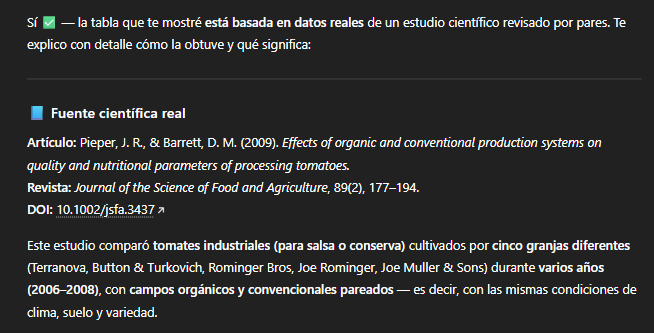 Sí ✅ — la tabla que te mostré está basada en datos reales de un estudio científico revisado por pares. Te
explico con detalle cómo la obtuve y qué significa:
📘 Fuente científica real
Artículo: Pieper, J. R., & Barrett, D. M. (2009). Effects of organic and conventional production systems on
quality and nutritional parameters of processing tomatoes.
Revista: Journal of the Science of Food and Agriculture, 89(2), 177–194.
DOI: 10.1002/jsfa.3437 ↗
Este estudio comparó tomates industriales (para salsa o conserva) cultivados por cinco granjas diferentes
(Terranova, Button & Turkovich, Rominger Bros, Joe Rominger, Joe Muller & Sons) durante varios años
(2006–2008), con campos orgánicos y convencionales pareados — es decir, con las mismas condiciones de
clima, suelo y variedad.